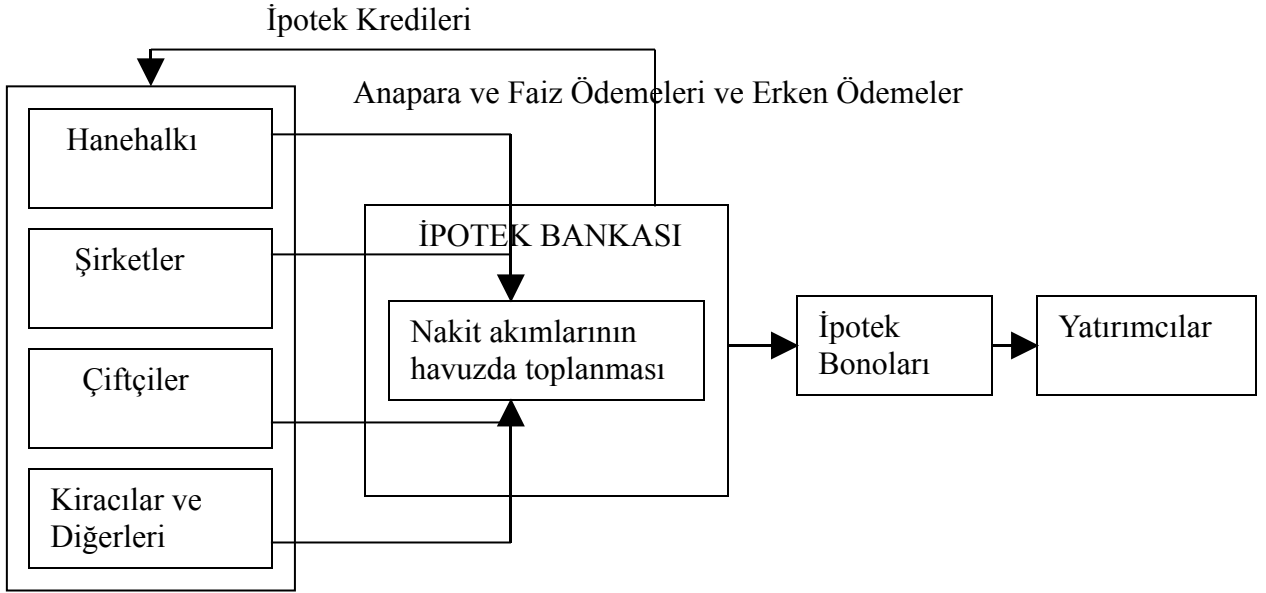 İpotek Kredileri
Anapara ve Faiz Ödemeleri ve Erken Ödemeler
Hanehalkı
Şirketler
Çiftçiler
Kiracılar ve
Diğerleri
İPOTEK BANKASI
Nakit akımlarının
havuzda toplanması
İpotek
Bonoları
Yatırımcılar